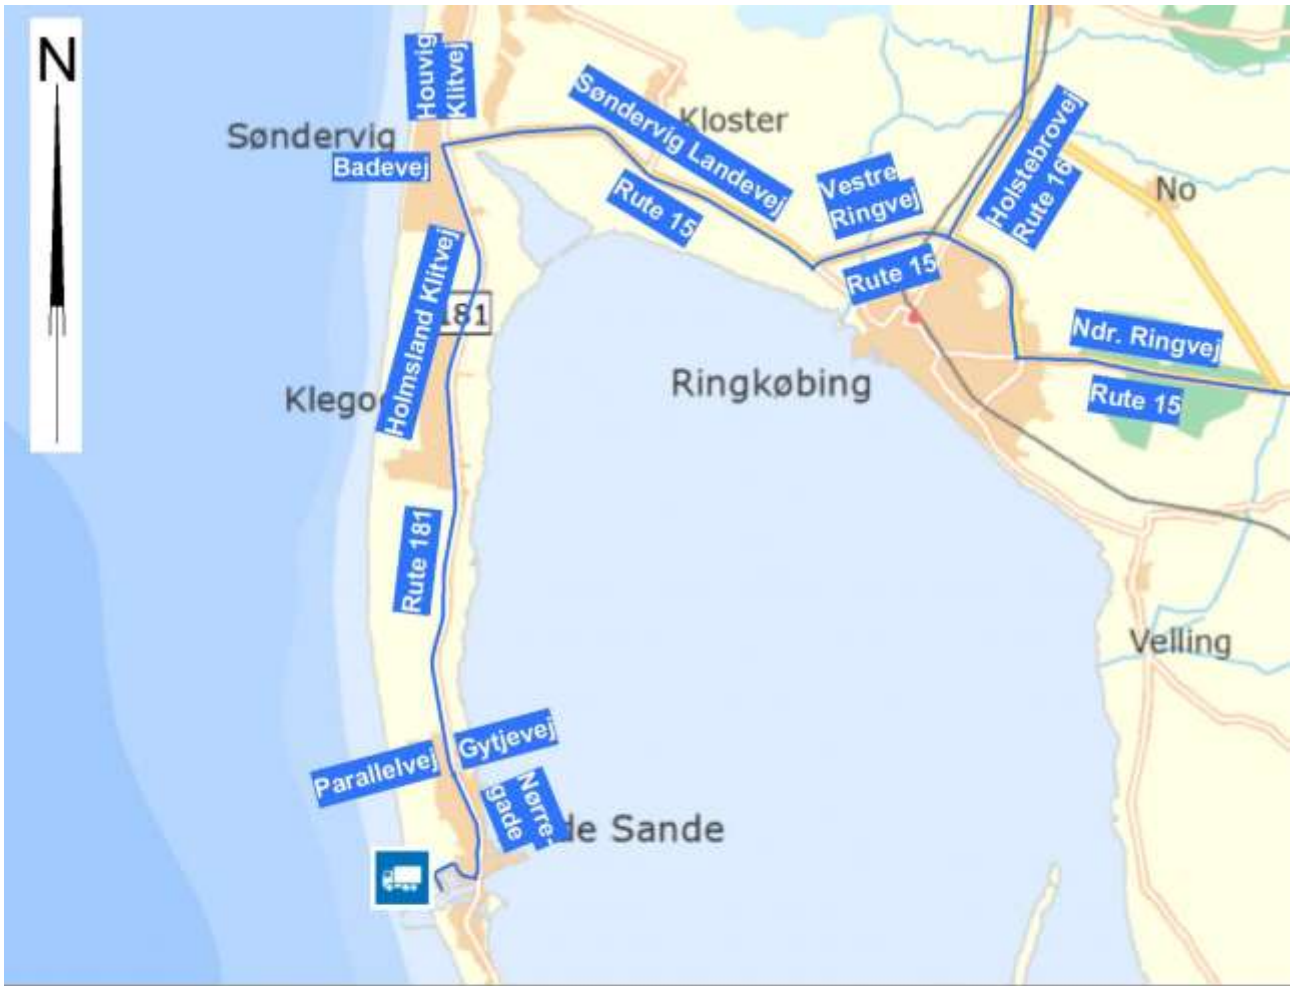 N
Houvig
Klitvej
Søndervig
Badevej
Søndervig Landevej
Kloster
Rute 15
Vestre
Ringvej
Rute 15
Holstebrovej
Rute 16
No
Holmsland Klitvej
181
Ringkøbing
Ndr. Ringvej
Rute 15
Rute 181
Velling
Parallelvej
Gytjevej
Nørre-
gade
de Sande